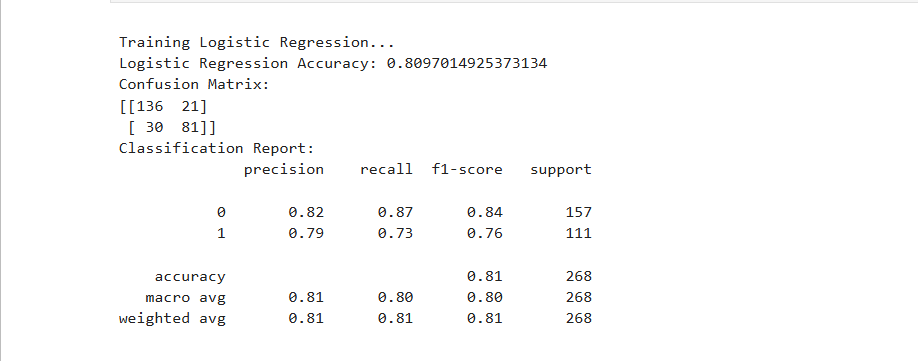 Training Logistic Regression...
Logistic Regression Accuracy: 0.8097014925373134
Confusion Matrix:
[[136  21]
 [ 30  81]]
Classification Report:
              precision    recall  f1-score   support

           0       0.82      0.87      0.84       157
           1       0.79      0.73      0.76       111

    accuracy                           0.81       268
   macro avg       0.81      0.80      0.80       268
weighted avg       0.81      0.81      0.81       268